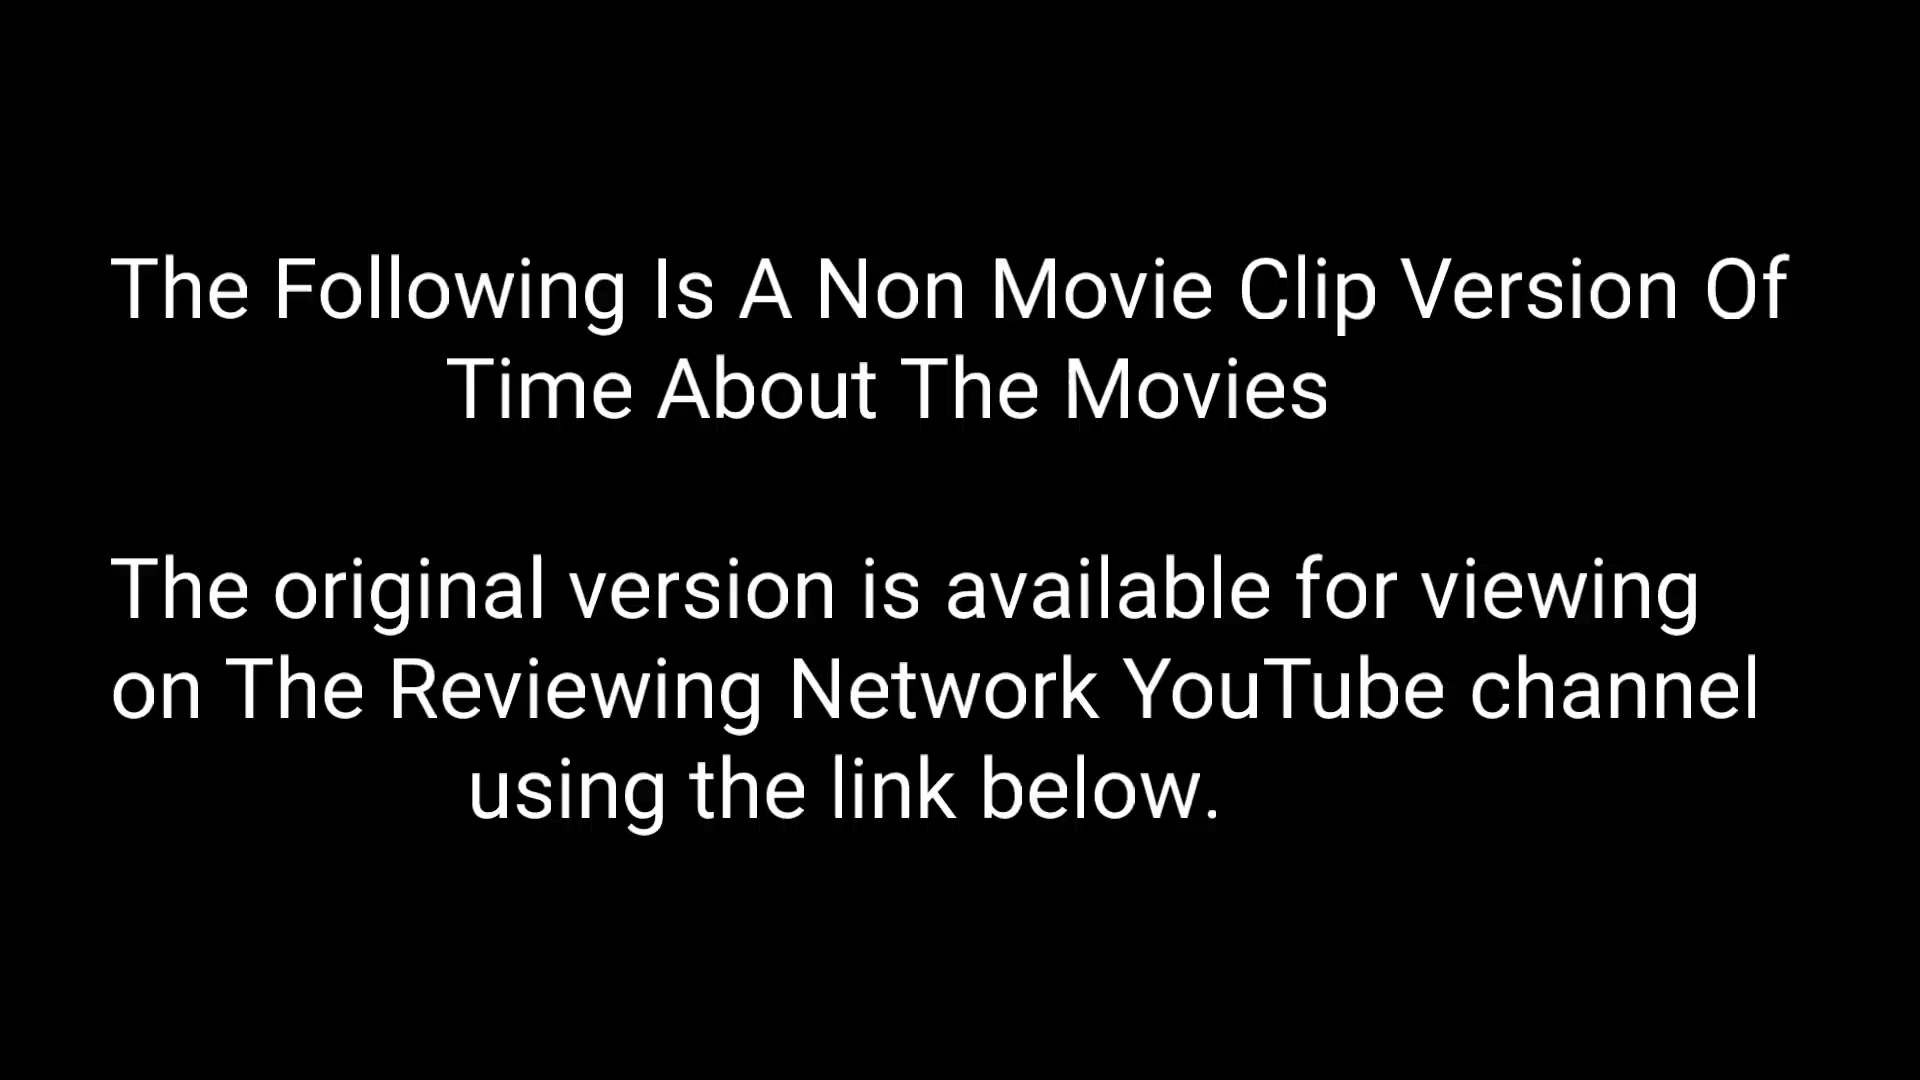 The Following Is A Non Movie Clip Version Of
Time About The Movies
The original version is available for viewing
on The Reviewing Network YouTube channel
using the link below.